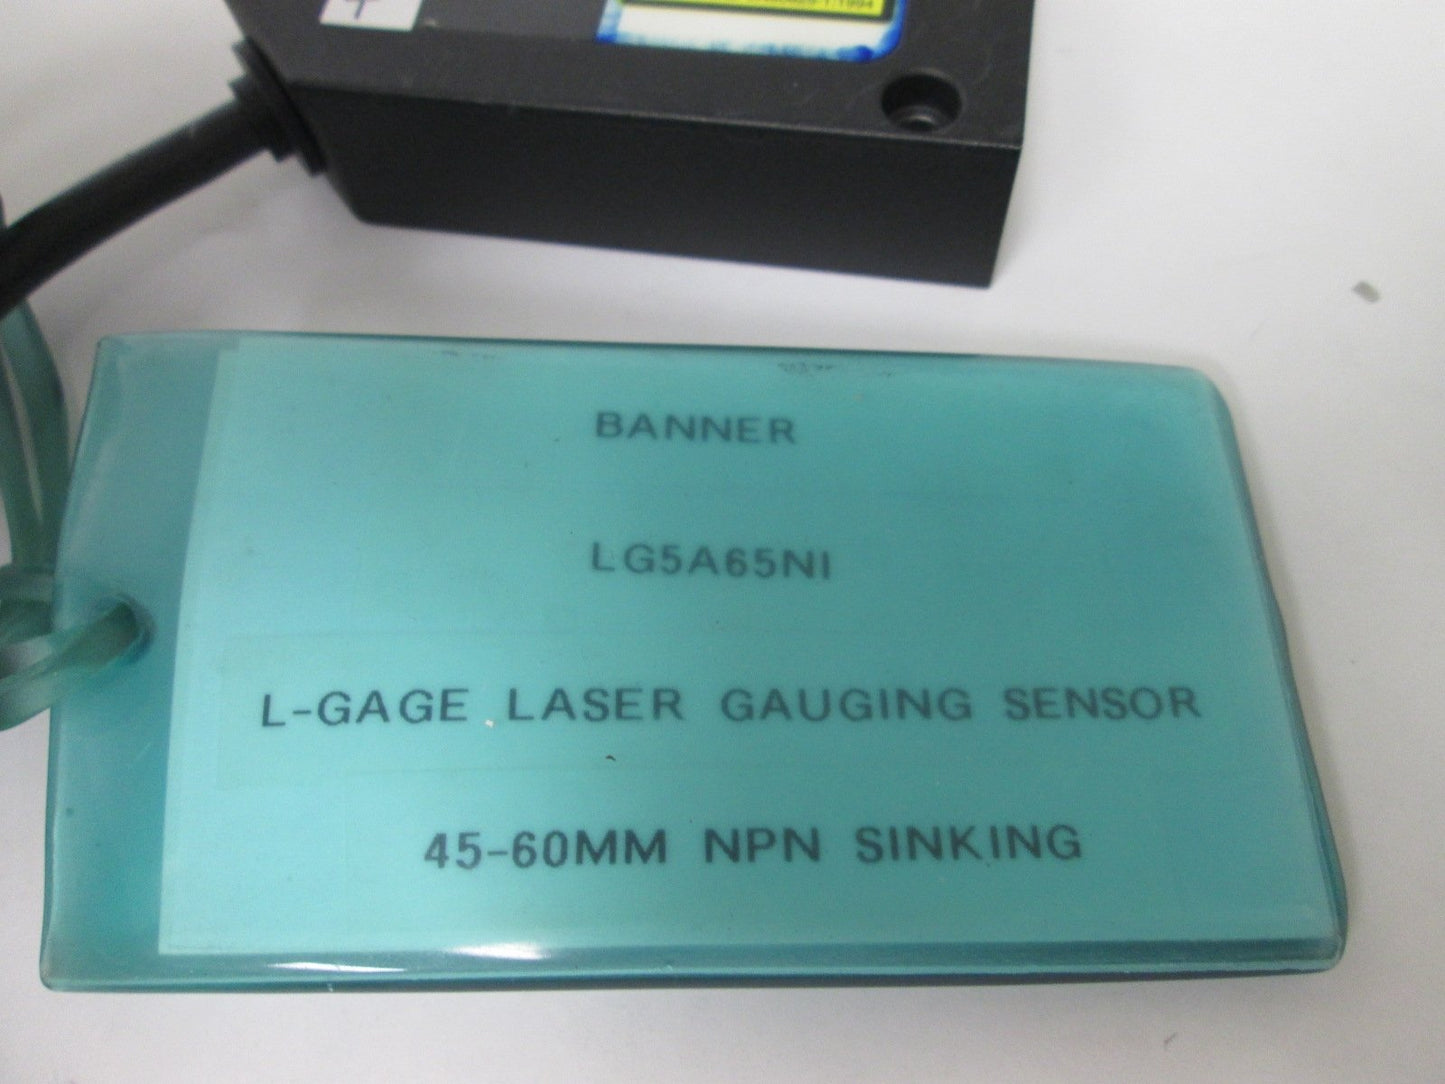 BANNER
LG5A65NI
L-GAGE LASER GAUGING SENSOR
45-60MM NPN SINKING